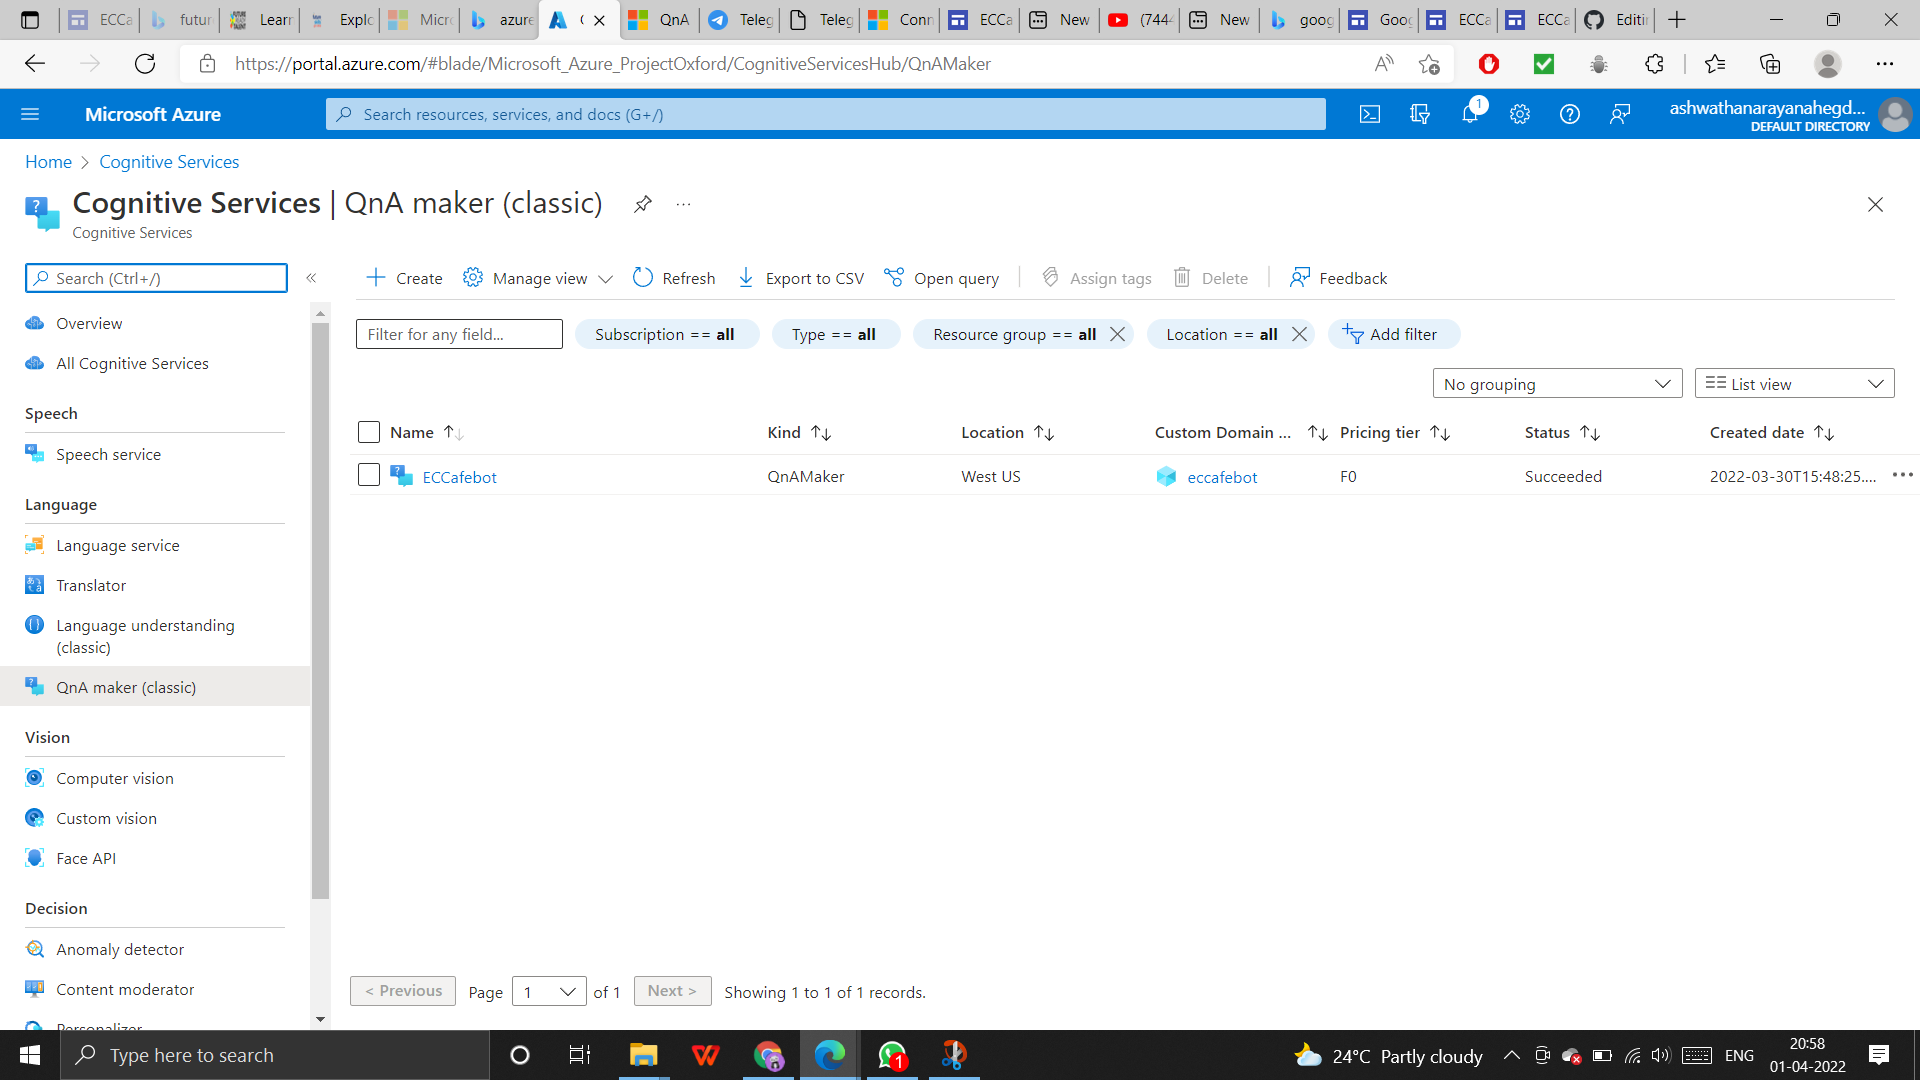 ECCa
futur
Learn
Explo
Micro
azure
QnA
Teleg
Teleg
Conn
ECCa
New
(744
New
goog
Goog
ECCa
ECCa
Editi
https://portal.azure.com/#blade/Microsoft_Azure_ProjectOxford/CognitiveServicesHub/QnAMaker
Microsoft Azure
Search resources, services, and docs (G+/)
1
ashwathanarayanahegd...
DEFAULT DIRECTORY
Home > Cognitive Services
Cognitive Services | QnA maker (classic)
Cognitive Services
Search (Ctrl+/)
Overview
All Cognitive Services
Speech
Speech service
Language
Language service
Translator
Language understanding
(classic)
QnA maker (classic)
Vision
Computer vision
Custom vision
Face API
Decision
Anomaly detector
Content moderator
Personalizer
Create Manage view Refresh Export to CSV Open query Assign tags Delete Feedback
Filter for any field... Subscription == all Type == all Resource group == all Location == all Add filter
No grouping List view
Name Kind Location Custom Domain ... Pricing tier Status Created date
ECCafebot QnAMaker West US eccafebot F0 Succeeded 2022-03-30T15:48:25....
< Previous Page 1 of 1 Next > Showing 1 to 1 of 1 records.
Type here to search
1
24°C Partly cloudy
ENG
20:58
01-04-2022